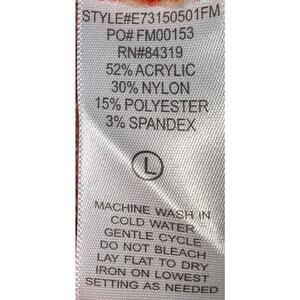 STYLE#E73150501FM
PO# FM00153
RN#84319
52% ACRYLIC
30% NYLON
15% POLYESTER
3% SPANDEX
L
MACHINE WASH IN
COLD WATER
GENTLE CYCLE
DO NOT BLEACH
LAY FLAT TO DRY
IRON ON LOWEST
SETTING AS NEEDED